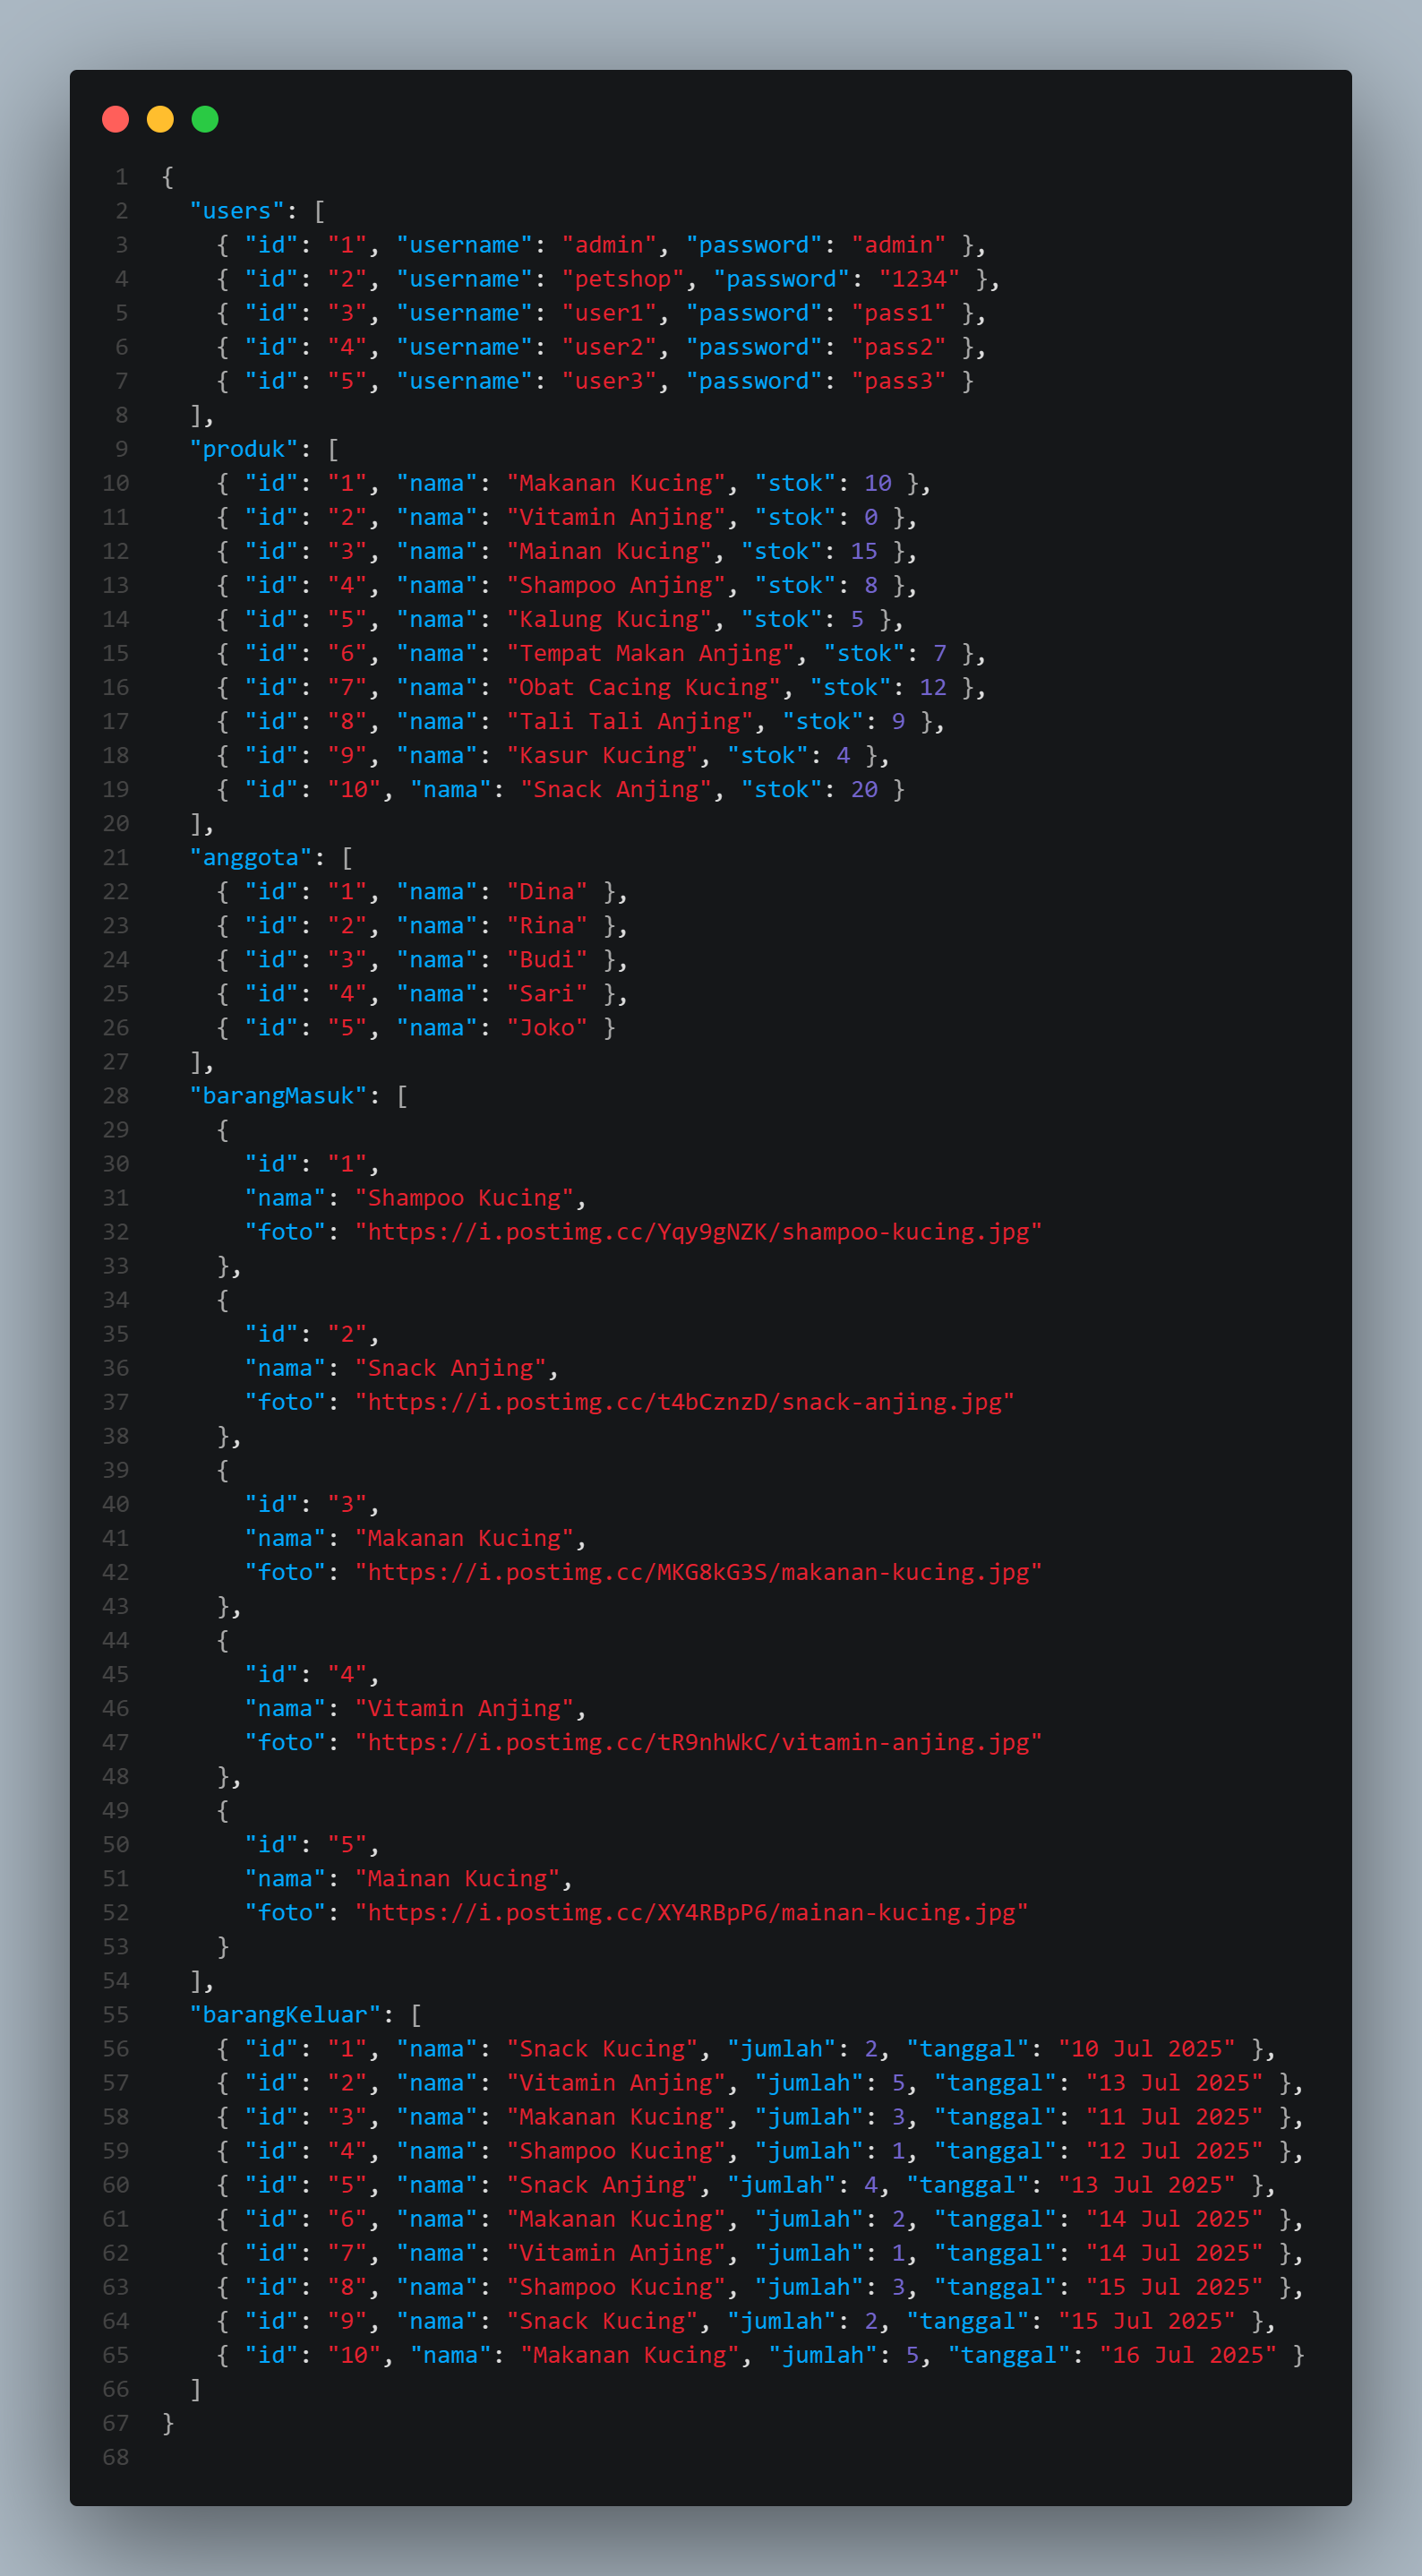 1 {
2 "users": [
3 { "id": "1", "username": "admin", "password": "admin" },
4 { "id": "2", "username": "petshop", "password": "1234" },
5 { "id": "3", "username": "user1", "password": "pass1" },
6 { "id": "4", "username": "user2", "password": "pass2" },
7 { "id": "5", "username": "user3", "password": "pass3" }
8 ],
9 "produk": [
10 { "id": "1", "nama": "Makanan Kucing", "stok": 10 },
11 { "id": "2", "nama": "Vitamin Anjing", "stok": 0 },
12 { "id": "3", "nama": "Mainan Kucing", "stok": 15 },
13 { "id": "4", "nama": "Shampoo Anjing", "stok": 8 },
14 { "id": "5", "nama": "Kalung Kucing", "stok": 5 },
15 { "id": "6", "nama": "Tempat Makan Anjing", "stok": 7 },
16 { "id": "7", "nama": "Obat Cacing Kucing", "stok": 12 },
17 { "id": "8", "nama": "Tali Tali Anjing", "stok": 9 },
18 { "id": "9", "nama": "Kasur Kucing", "stok": 4 },
19 { "id": "10", "nama": "Snack Anjing", "stok": 20 }
20 ],
21 "anggota": [
22 { "id": "1", "nama": "Dina" },
23 { "id": "2", "nama": "Rina" },
24 { "id": "3", "nama": "Budi" },
25 { "id": "4", "nama": "Sari" },
26 { "id": "5", "nama": "Joko" }
27 ],
28 "barangMasuk": [
29 {
30 "id": "1",
31 "nama": "Shampoo Kucing",
32 "foto": "https://i.postimg.cc/Yqy9gNZK/shampoo-kucing.jpg"
33 },
34 {
35 "id": "2",
36 "nama": "Snack Anjing",
37 "foto": "https://i.postimg.cc/t4bCznzD/snack-anjing.jpg"
38 },
39 {
40 "id": "3",
41 "nama": "Makanan Kucing",
42 "foto": "https://i.postimg.cc/MKG8kG3S/makanan-kucing.jpg"
43 },
44 {
45 "id": "4",
46 "nama": "Vitamin Anjing",
47 "foto": "https://i.postimg.cc/tR9nhWkC/vitamin-anjing.jpg"
48 },
49 {
50 "id": "5",
51 "nama": "Mainan Kucing",
52 "foto": "https://i.postimg.cc/XY4RBpP6/mainan-kucing.jpg"
53 }
54 ],
55 "barangKeluar": [
56 { "id": "1", "nama": "Snack Kucing", "jumlah": 2, "tanggal": "10 Jul 2025" },
57 { "id": "2", "nama": "Vitamin Anjing", "jumlah": 5, "tanggal": "13 Jul 2025" },
58 { "id": "3", "nama": "Makanan Kucing", "jumlah": 3, "tanggal": "11 Jul 2025" },
59 { "id": "4", "nama": "Shampoo Kucing", "jumlah": 1, "tanggal": "12 Jul 2025" },
60 { "id": "5", "nama": "Snack Anjing", "jumlah": 4, "tanggal": "13 Jul 2025" },
61 { "id": "6", "nama": "Makanan Kucing", "jumlah": 2, "tanggal": "14 Jul 2025" },
62 { "id": "7", "nama": "Vitamin Anjing", "jumlah": 1, "tanggal": "14 Jul 2025" },
63 { "id": "8", "nama": "Shampoo Kucing", "jumlah": 3, "tanggal": "15 Jul 2025" },
64 { "id": "9", "nama": "Snack Kucing", "jumlah": 2, "tanggal": "15 Jul 2025" },
65 { "id": "10", "nama": "Makanan Kucing", "jumlah": 5, "tanggal": "16 Jul 2025" }
66 ]
67 }
68